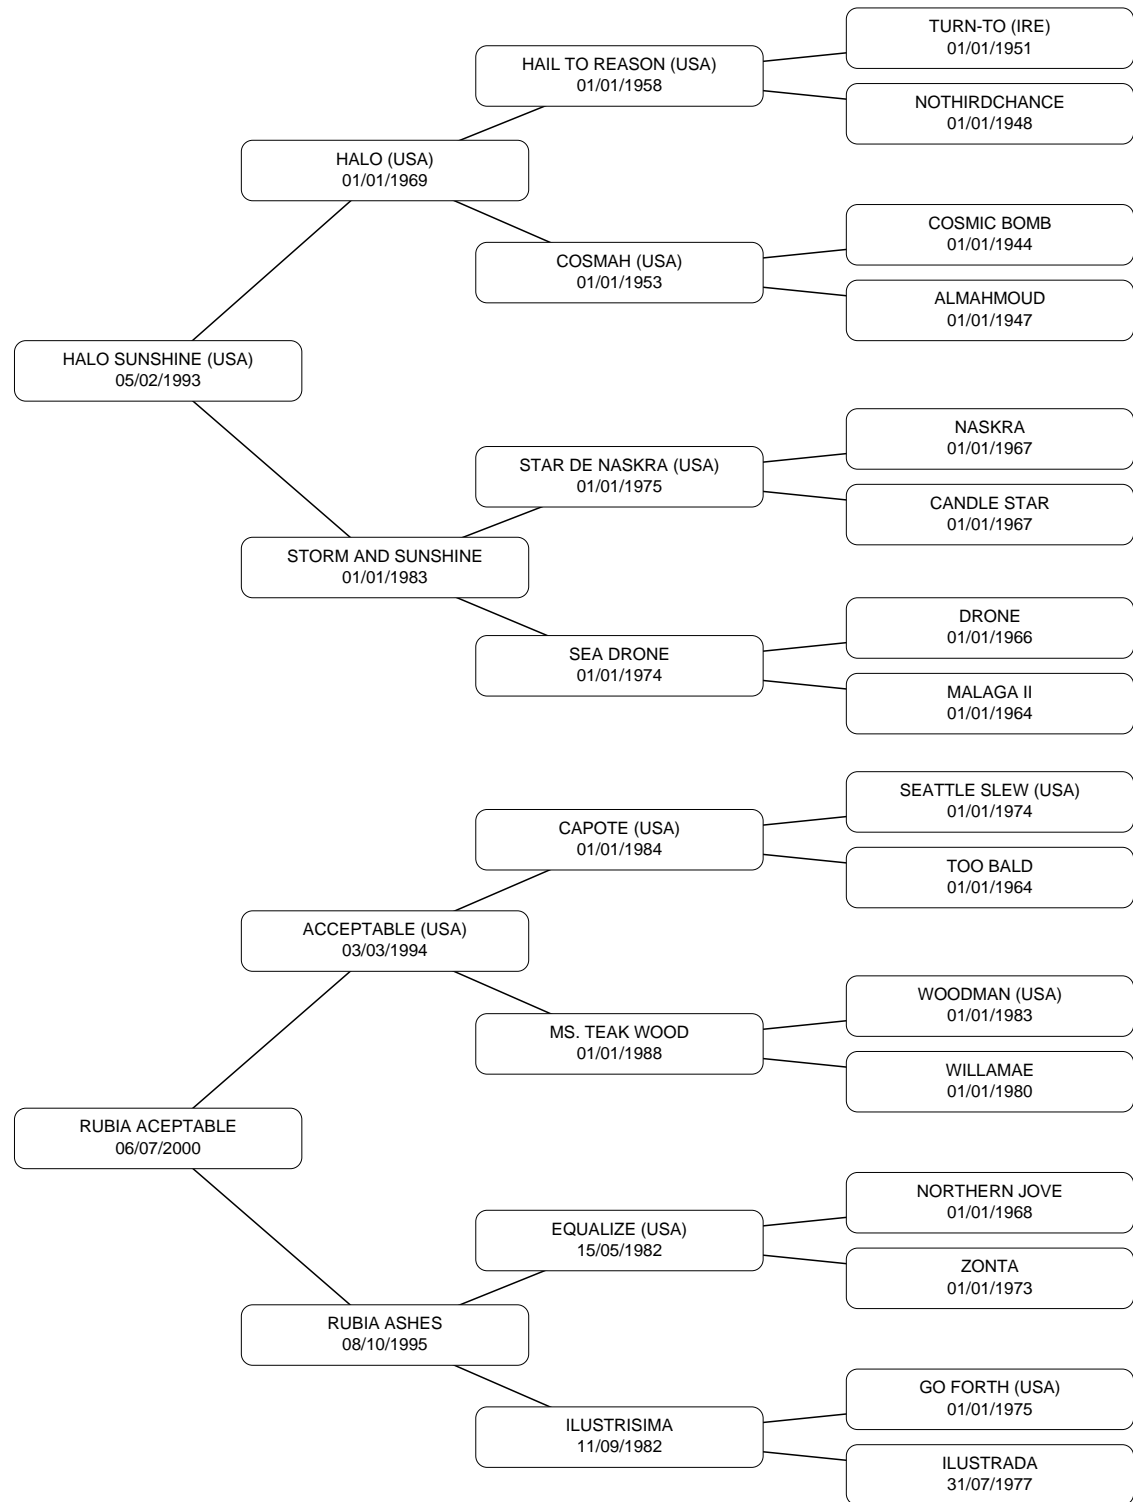 TURN-TO (IRE)
01/01/1951
HAIL TO REASON (USA)
01/01/1958
NOTHIRDCHANCE
01/01/1948
HALO (USA)
01/01/1969
COSMIC BOMB
01/01/1944
COSMAH (USA)
01/01/1953
ALMAHMOUD
01/01/1947
HALO SUNSHINE (USA)
05/02/1993
NASKRA
01/01/1967
STAR DE NASKRA (USA)
01/01/1975
CANDLE STAR
01/01/1967
STORM AND SUNSHINE
01/01/1983
DRONE
01/01/1966
SEA DRONE
01/01/1974
MALAGA II
01/01/1964
SEATTLE SLEW (USA)
01/01/1974
CAPOTE (USA)
01/01/1984
TOO BALD
01/01/1964
ACCEPTABLE (USA)
03/03/1994
WOODMAN (USA)
01/01/1983
MS. TEAK WOOD
01/01/1988
WILLAMAE
01/01/1980
RUBIA ACEPTABLE
06/07/2000
NORTHERN JOVE
01/01/1968
EQUALIZE (USA)
15/05/1982
ZONTA
01/01/1973
RUBIA ASHES
08/10/1995
GO FORTH (USA)
01/01/1975
ILUSTRISIMA
11/09/1982
ILUSTRADA
31/07/1977